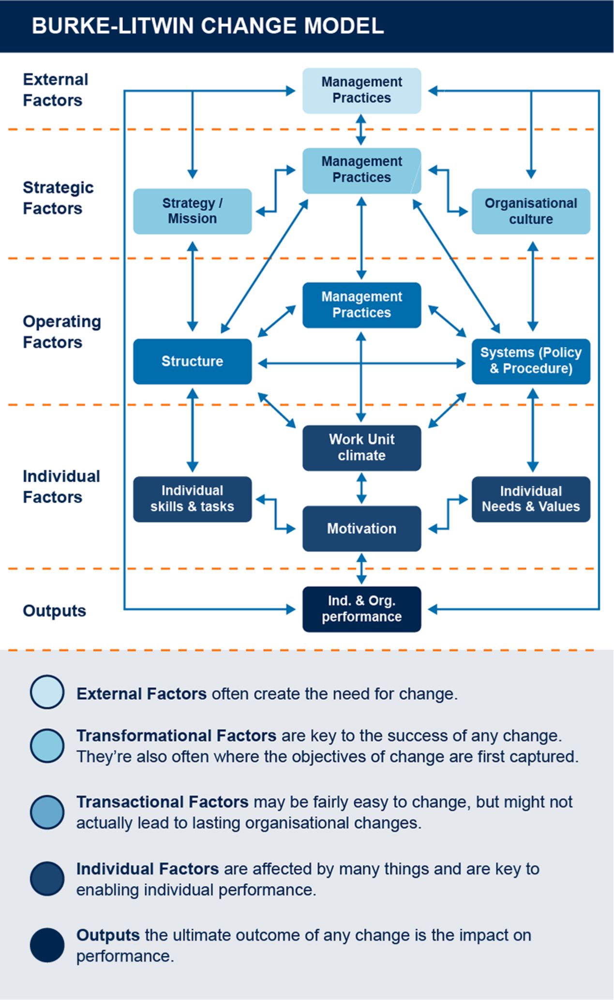 BURKE-LITWIN CHANGE MODEL
External
Factors
Management
Practices
Strategic
Factors
Management
Practices
Strategy /
Mission
Organisational
culture
Operating
Factors
Management
Practices
Structure
Systems (Policy
& Procedure)
Individual
Factors
Work Unit
climate
Individual
skills & tasks
Individual
Needs & Values
Motivation
Outputs
Ind. & Org.
performance
External Factors often create the need for change.
Transformational Factors are key to the success of any change.
They’re also often where the objectives of change are first captured.
Transactional Factors may be fairly easy to change, but might not
actually lead to lasting organisational changes.
Individual Factors are affected by many things and are key to
enabling individual performance.
Outputs the ultimate outcome of any change is the impact on
performance.